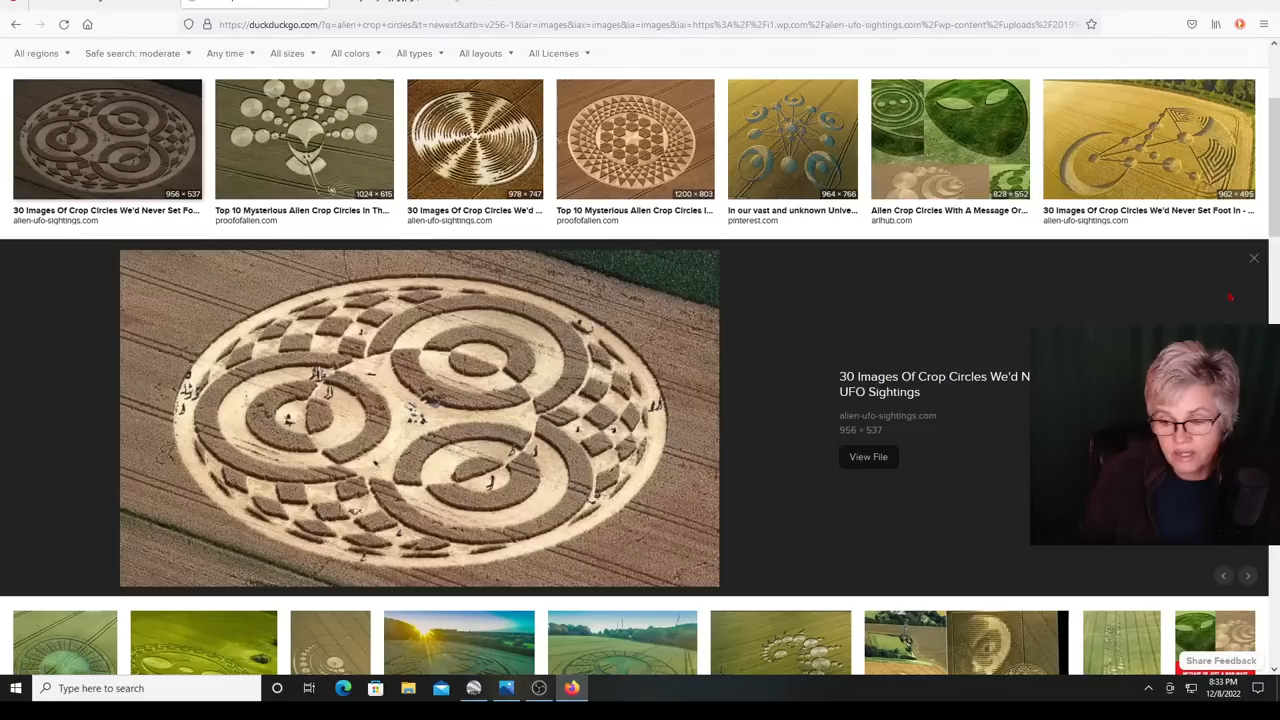 https://duckduckgo.com/?q=alien+crop+circles&t=newext&atb=v256-1&iar=images&iax=images&ia=images&iai=https%3A%2F%2Fi1.wp.com%2Falien-ufo-sightings.com%2Fwp-content%2Fuploads%2F2019%
All regions Safe search: moderate Any time All sizes All colors All types All layouts All Licenses
956 × 537 1024 × 615 978 × 747 1200 × 803 964 × 766 828 × 552 962 × 495
30 Images Of Crop Circles We'd Never Set Fo... Top 10 Mysterious Alien Crop Circles In Th... 30 Images Of Crop Circles We'd ... Top 10 Mysterious Alien Crop Circles I... In our vast and unknown Unive... Alien Crop Circles With A Message Or... 30 Images Of Crop Circles We'd Never Set Foot In - ...
alien-ufo-sightings.com proofofalien.com alien-ufo-sightings.com proofofalien.com pinterest.com arlhub.com alien-ufo-sightings.com
30 Images Of Crop Circles We'd N
UFO Sightings
alien-ufo-sightings.com
956 × 537
View File
Share Feedback
Type here to search
8:33 PM
12/8/2022